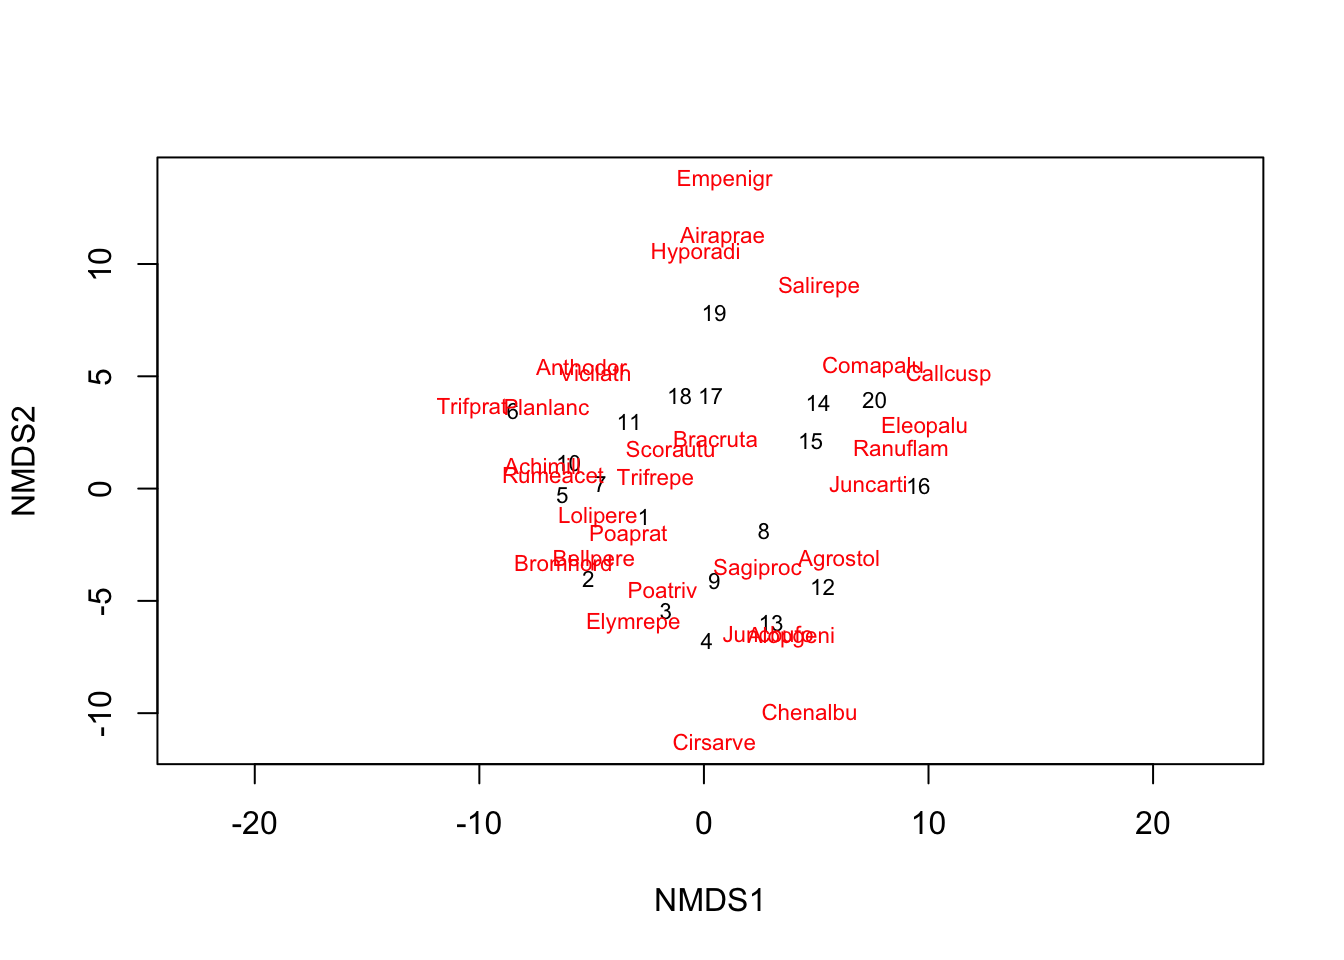 Empenigr
Airaprae
Hyporadi
Salirepe
19
Anthodor
Vicilath
Comapalu
Callcusp
18
17
14
20
Trifprat
6
Planlanc
11
Eleopalu
Bracruta
15
Scorautu
Ranuflam
10
Achimill
Rumeacet
Trifrepe
7
5
Juncarti
16
Lolipere
1
Poaprat
8
Bellpere
Bromhord
2
Sagiproc
Agrostol
9
12
Poatriv
3
Elymrepe
13
4
Juncbufo
Alopgeni
Chenalbu
Cirsarve
10
5
0
-5
-10
NMDS2
-20
-10
0
10
20
NMDS1